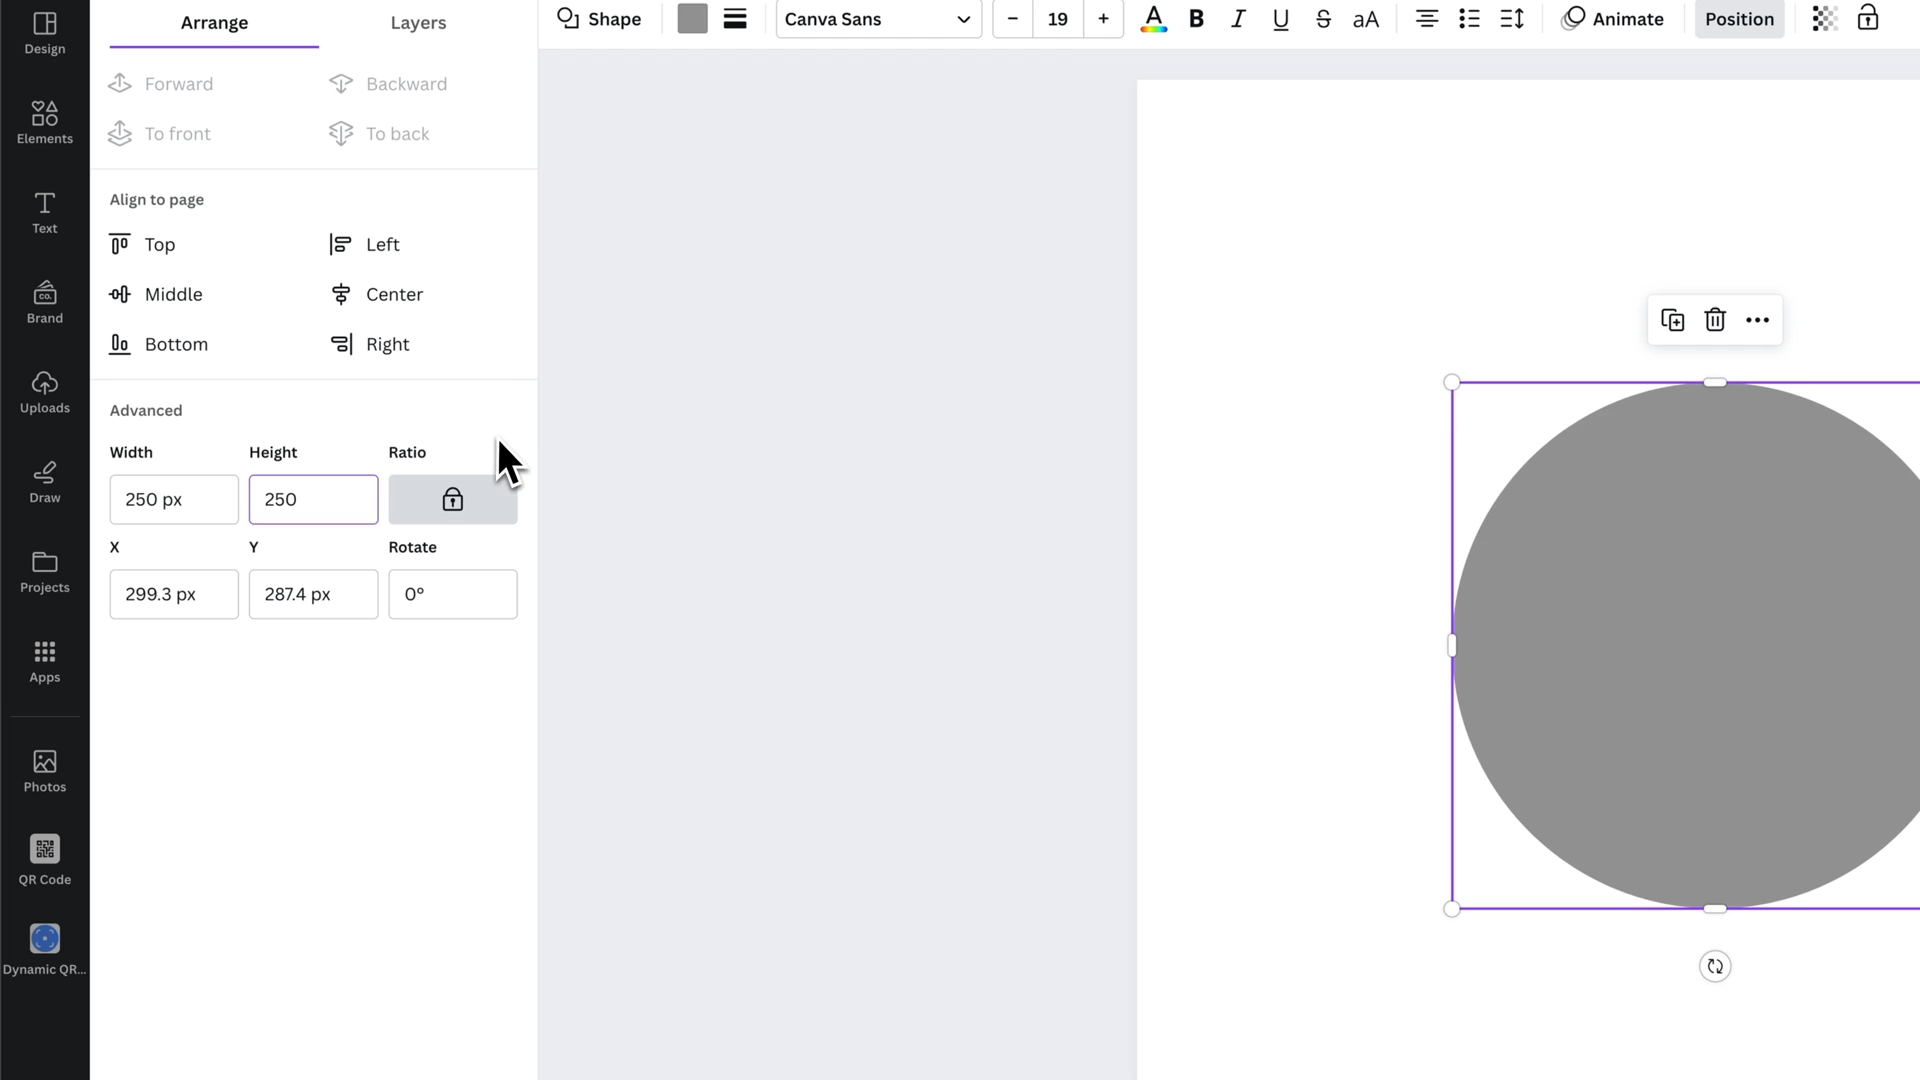 Design
Elements
Text
CO.
Brand
Uploads
Draw
Projects
Apps
Photos
QR Code
Dynamic QR...
Arrange Layers
Forward Backward
To front To back
Align to page
Top Left
Middle Center
Bottom Right
Advanced
Width Height Ratio
250 px 250
X Y Rotate
299.3 px 287.4 px 0°
Shape Canva Sans − 19 + A B I U S aA Animate Position